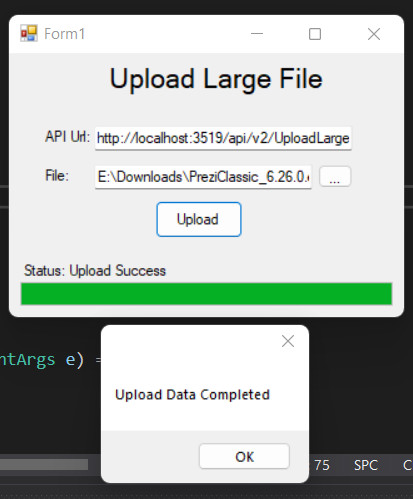 Form1
Upload Large File
API Url: http://localhost:3519/api/v2/UploadLarge
File: E:\Downloads\PreziClassic_6.26.0.e ...
Upload
Status: Upload Success
ntArgs e) =
Upload Data Completed
OK
75 SPC C